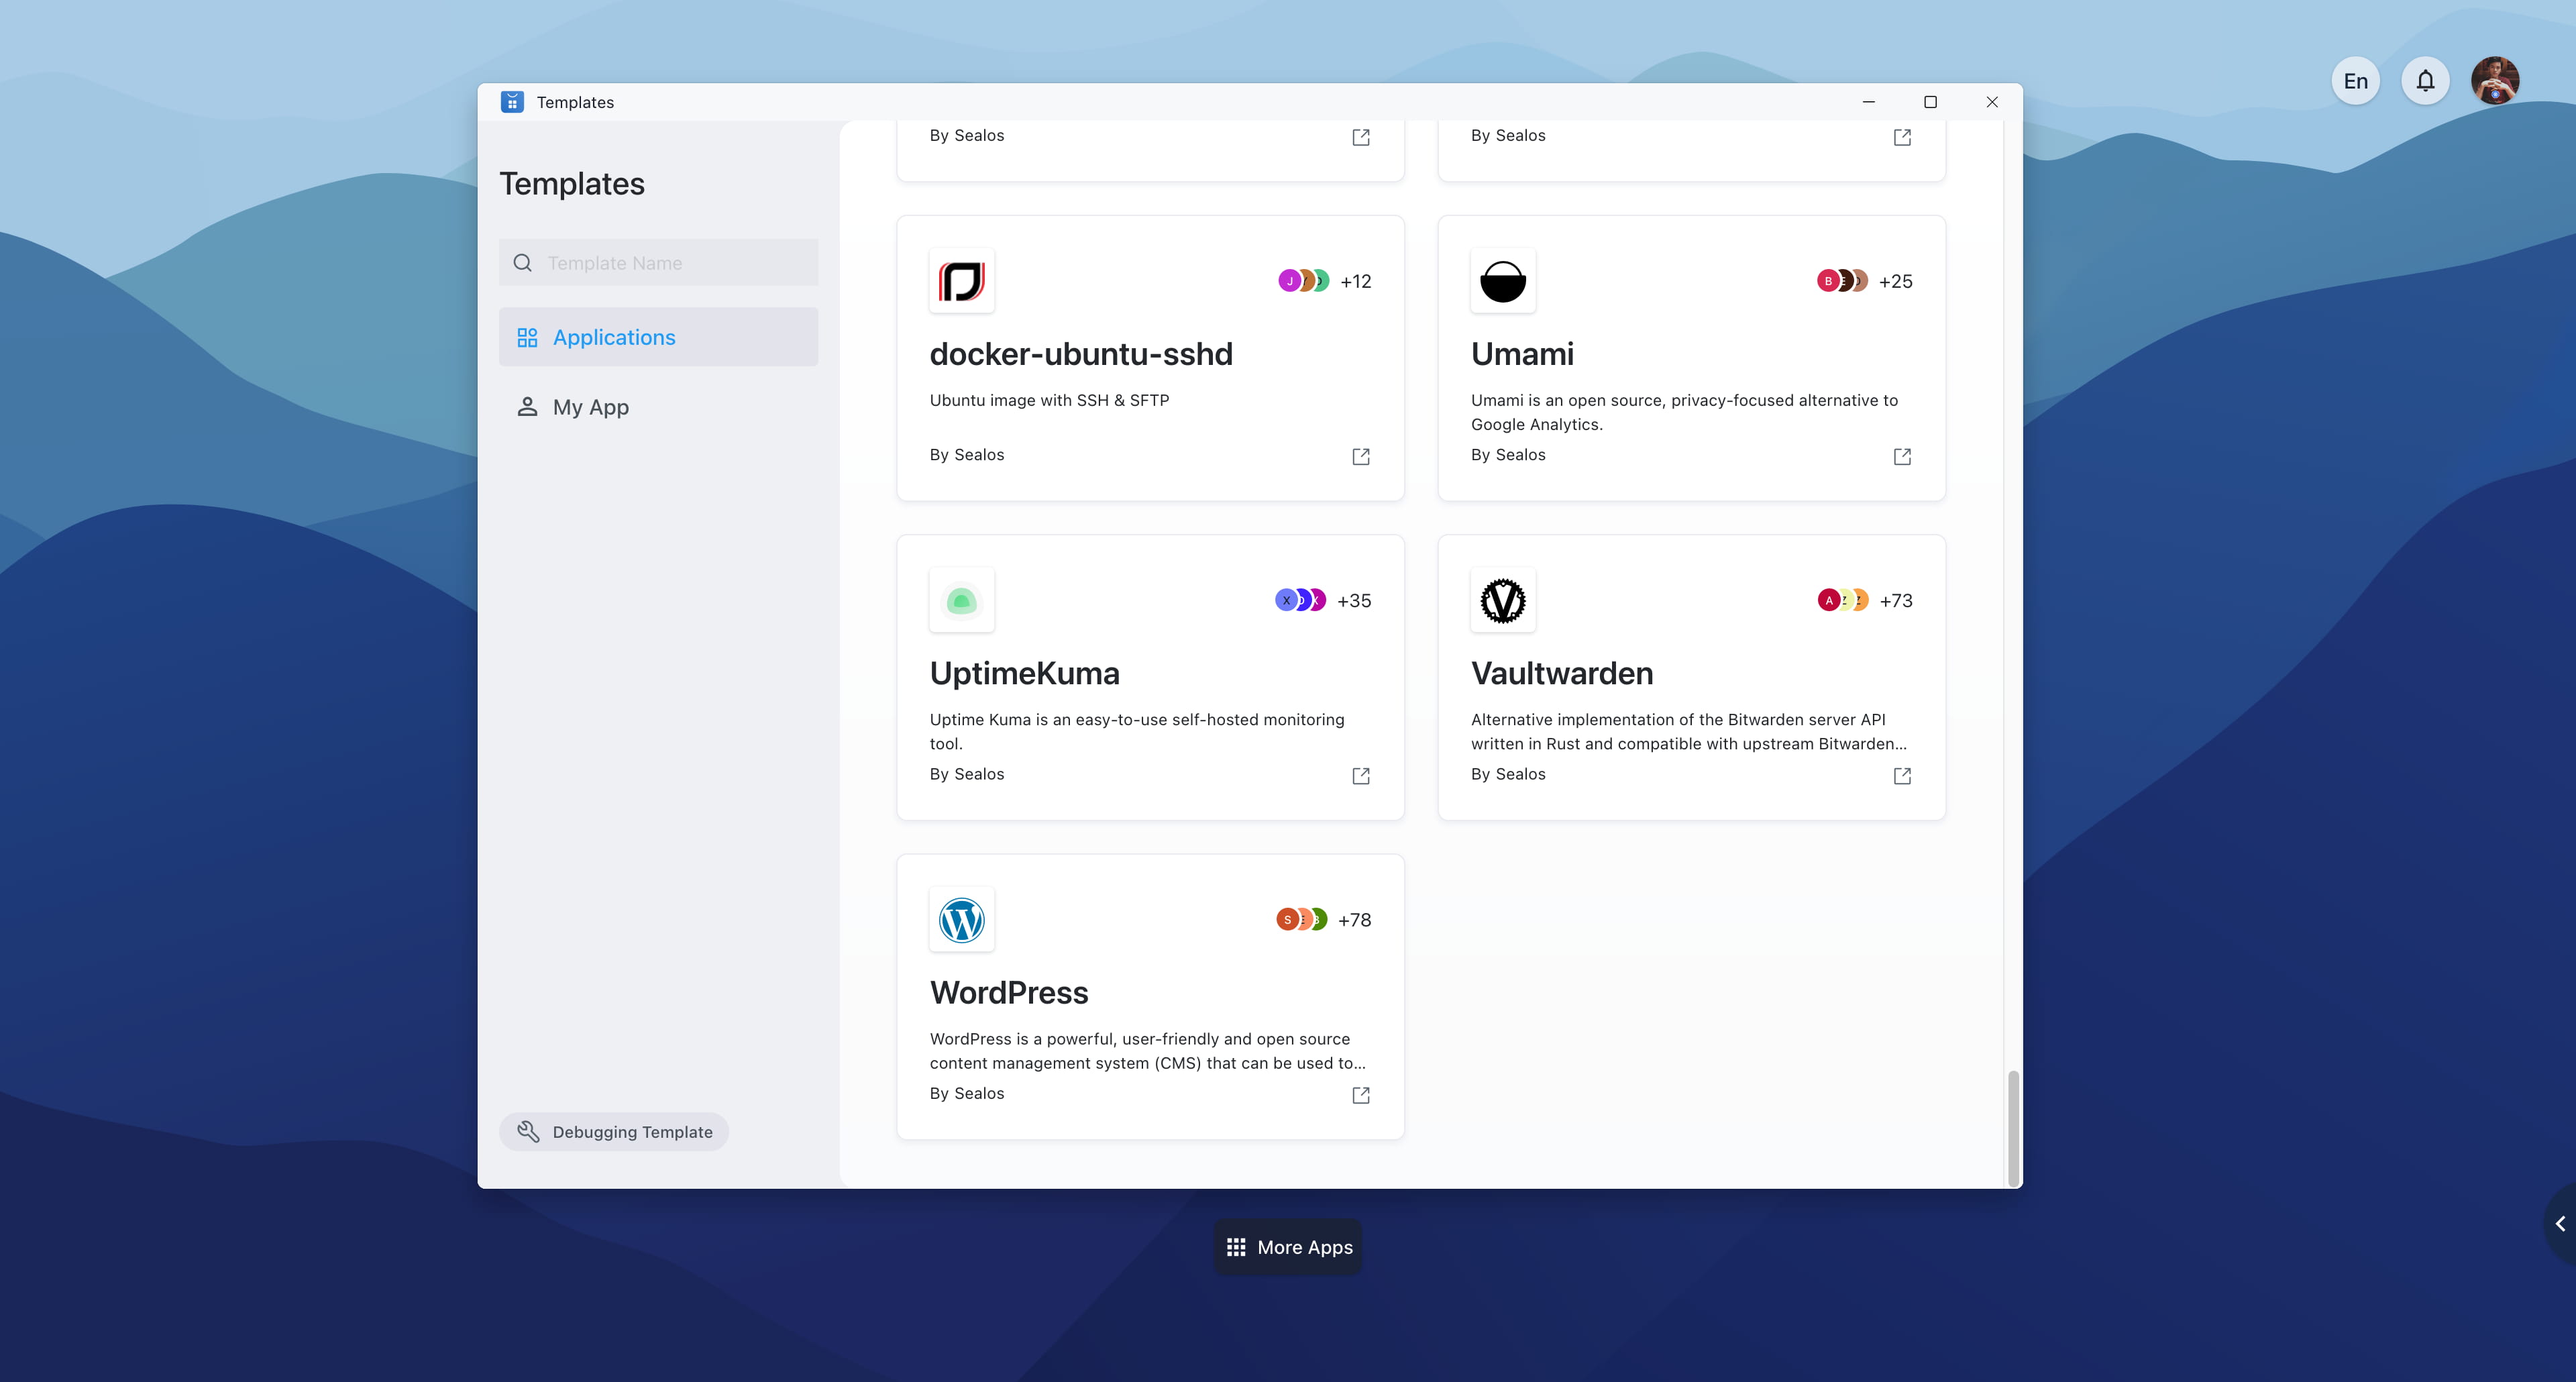 Templates
En
Templates
Template Name
Applications
My App
Debugging Template
By Sealos
By Sealos
J
+12
docker-ubuntu-sshd
Ubuntu image with SSH & SFTP
By Sealos
B
+25
Umami
Umami is an open source, privacy-focused alternative to
Google Analytics.
By Sealos
X
+35
UptimeKuma
Uptime Kuma is an easy-to-use self-hosted monitoring
tool.
By Sealos
A
+73
Vaultwarden
Alternative implementation of the Bitwarden server API
written in Rust and compatible with upstream Bitwarden...
By Sealos
S
+78
WordPress
WordPress is a powerful, user-friendly and open source
content management system (CMS) that can be used to...
By Sealos
More Apps